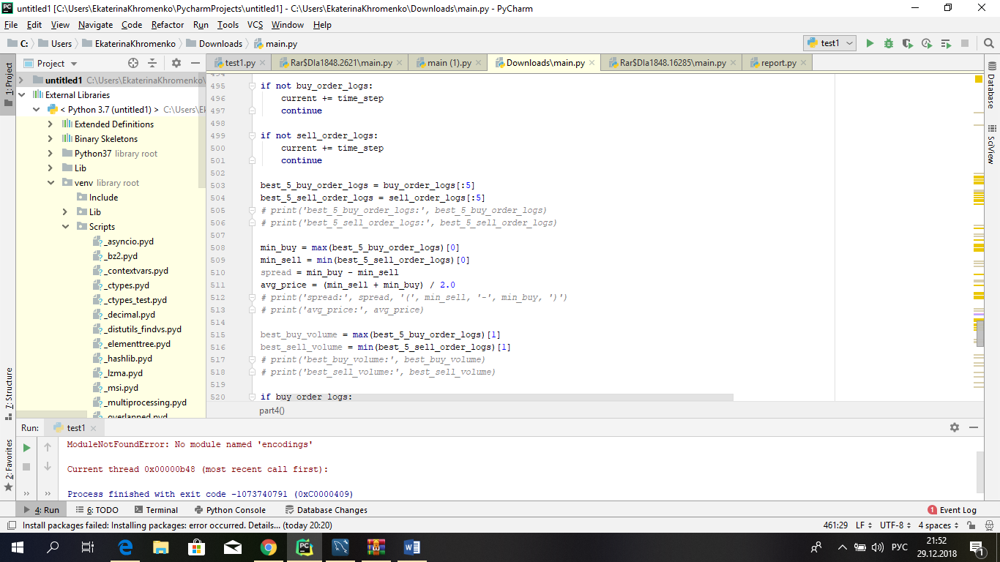 untitled1 [C:\Users\EkaterinaKhromenko\PycharmProjects\untitled1] - C:\Users\EkaterinaKhromenko\Downloads\main.py - PyCharm
File Edit View Navigate Code Refactor Run Tools VCS Window Help
C: Users EkaterinaKhromenko Downloads main.py test1
Project test1.py Rar$DIa1848.2621\main.py main (1).py Downloads\main.py Rar$DIa1848.16285\main.py report.py
1: Project
7: Structure
2: Favorites
Database
SciView
untitled1 C:\Users\EkaterinaKhromenko\
External Libraries
< Python 3.7 (untitled1) > C:\Users\E
Extended Definitions
Binary Skeletons
Python37 library root
Lib
venv library root
Include
Lib
Scripts
_asyncio.pyd
_bz2.pyd
_contextvars.pyd
_ctypes.pyd
_ctypes_test.pyd
_decimal.pyd
_distutils_findvs.pyd
_elementtree.pyd
_hashlib.pyd
_lzma.pyd
_msi.pyd
_multiprocessing.pyd
_overlapped.pyd
494
495 if not buy_order_logs:
496 current += time_step
497 continue
498
499 if not sell_order_logs:
500 current += time_step
501 continue
502
503 best_5_buy_order_logs = buy_order_logs[:5]
504 best_5_sell_order_logs = sell_order_logs[:5]
505 # print('best_5_buy_order_logs:', best_5_buy_order_logs)
506 # print('best_5_sell_order_logs:', best_5_sell_order_logs)
507
508 min_buy = max(best_5_buy_order_logs)[0]
509 min_sell = min(best_5_sell_order_logs)[0]
510 spread = min_buy - min_sell
511 avg_price = (min_sell + min_buy) / 2.0
512 # print('spread:', spread, '(', min_sell, '-', min_buy, ')')
513 # print('avg_price:', avg_price)
514
515 best_buy_volume = max(best_5_buy_order_logs)[1]
516 best_sell_volume = min(best_5_sell_order_logs)[1]
517 # print('best_buy_volume:', best_buy_volume)
518 # print('best_sell_volume:', best_sell_volume)
519
520 if buy_order_logs:
part4()
Run: test1
ModuleNotFoundError: No module named 'encodings'
Current thread 0x00000b48 (most recent call first):
Process finished with exit code -1073740791 (0xC0000409)
4: Run 6: TODO Terminal Python Console Database Changes 1 Event Log
Install packages failed: Installing packages: error occurred. Details... (today 20:20) 461:29 LF UTF-8 4 spaces
РУС 21:52
29.12.2018 1